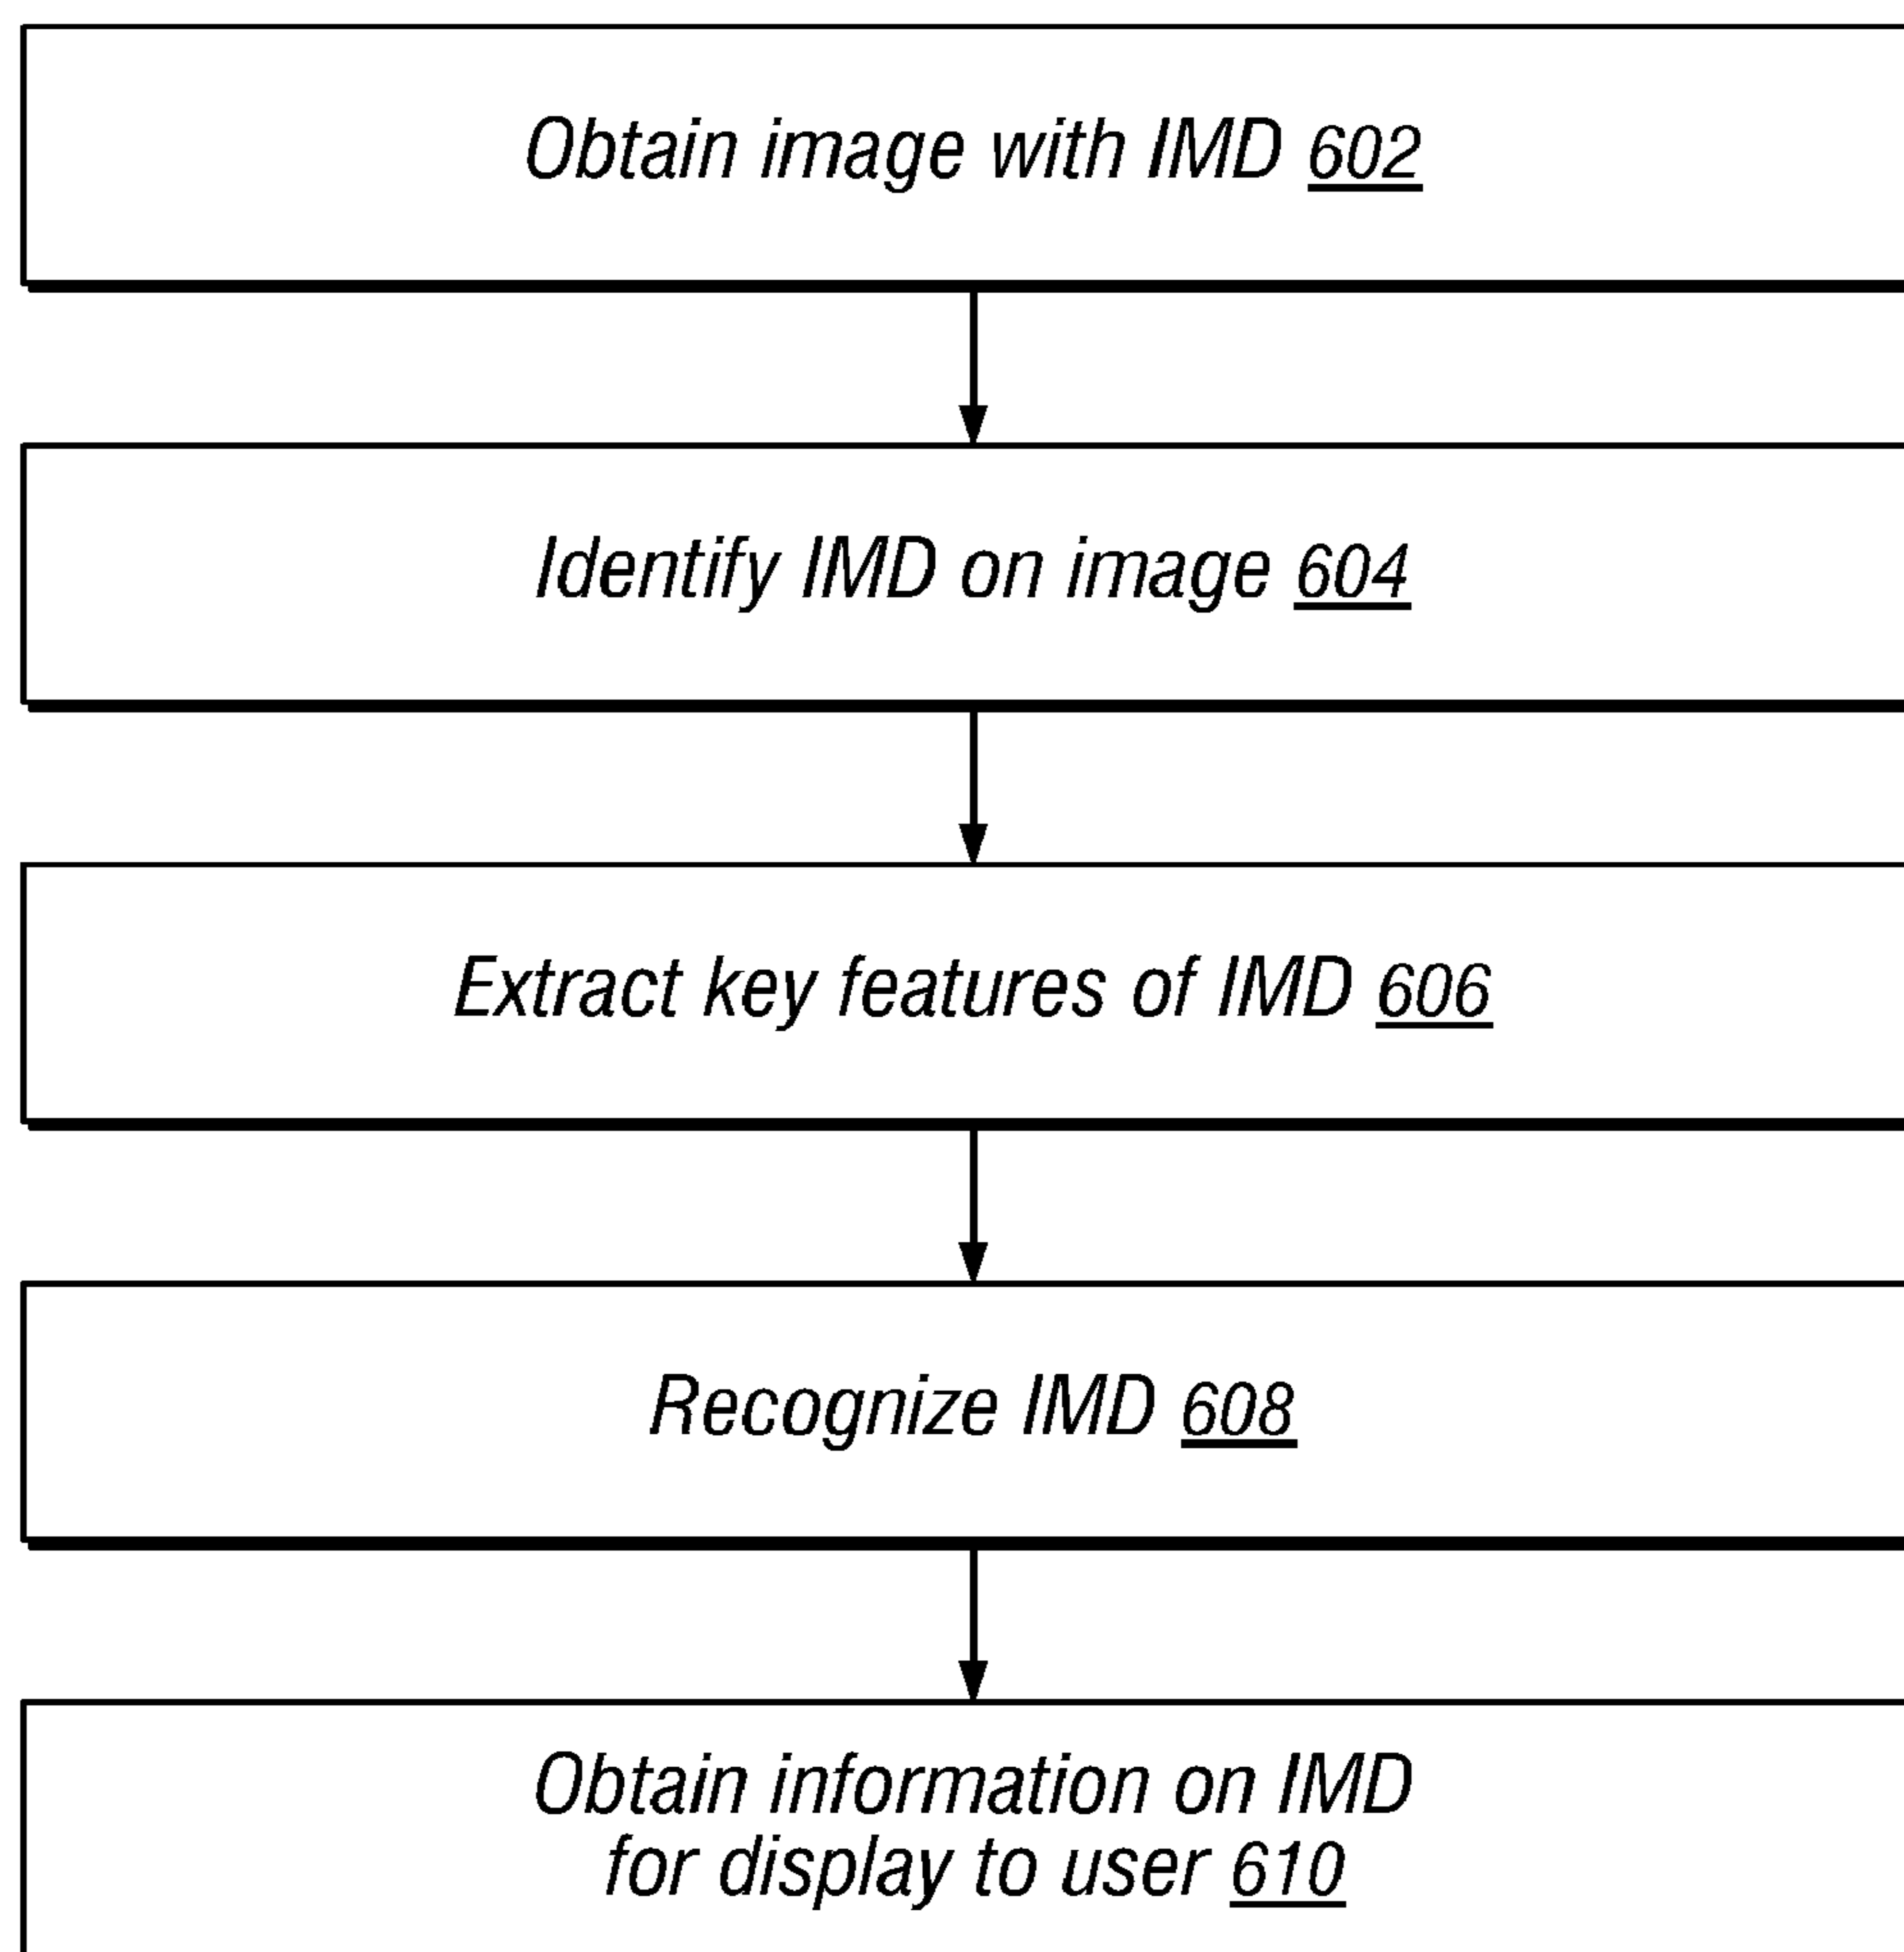 Obtain image with IMD 602
Identify IMD on image 604
Extract key features of IMD 606
Recognize IMD 608
Obtain information on IMD
for display to user 610